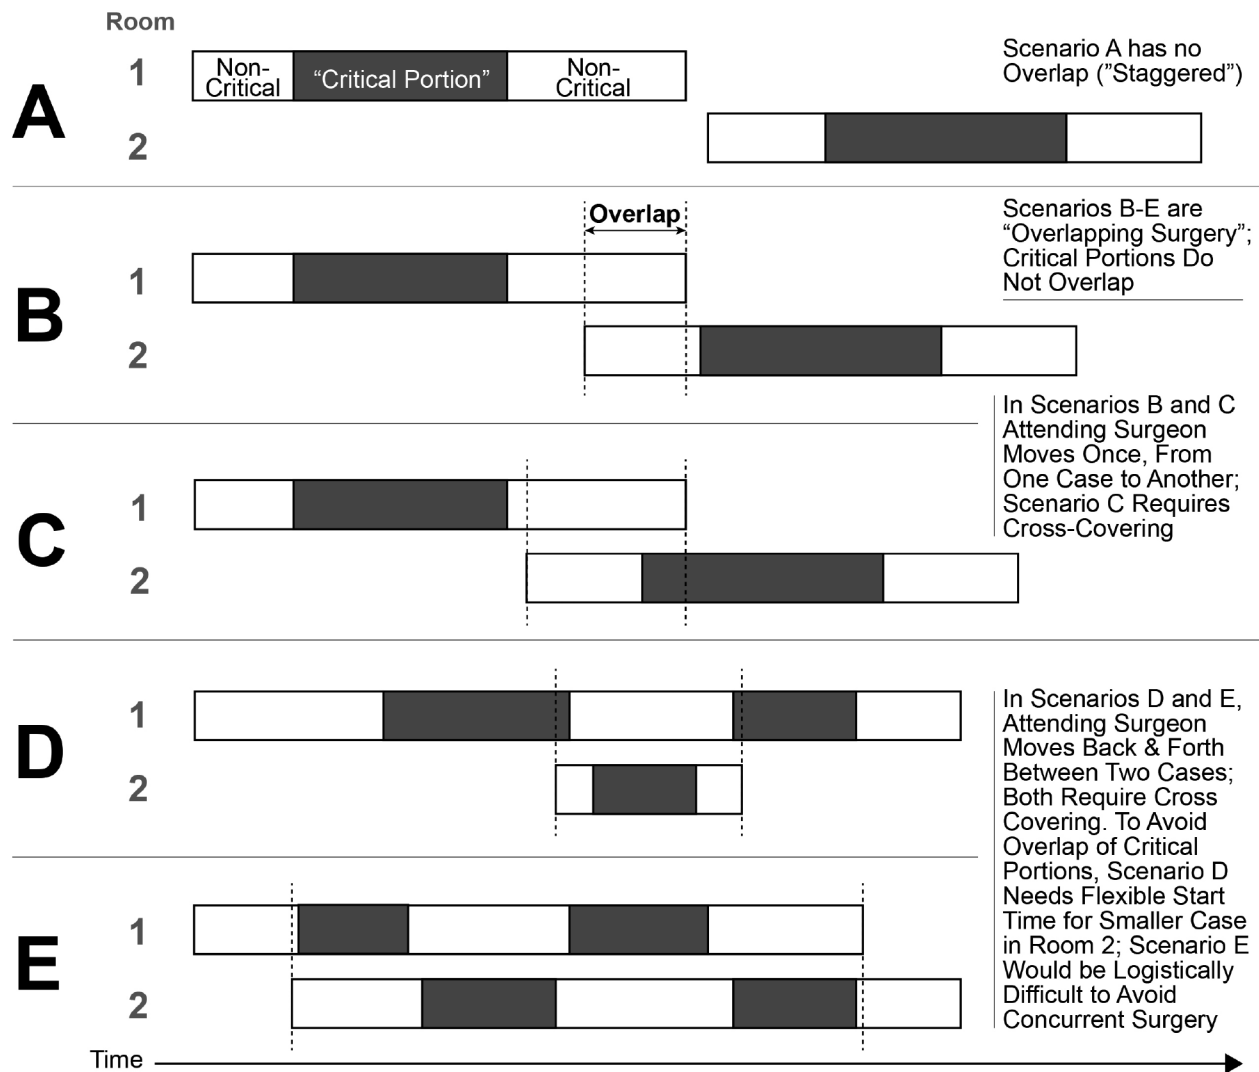 Room
A
1
Non-
Critical
“Critical Portion”
Non-
Critical
2
Scenario A has no
Overlap (”Staggered”)
B
Overlap
1
2
Scenarios B-E are
“Overlapping Surgery”;
Critical Portions Do
Not Overlap
In Scenarios B and C
Attending Surgeon
Moves Once, From
One Case to Another;
Scenario C Requires
Cross-Covering
C
1
2
D
1
2
In Scenarios D and E,
Attending Surgeon
Moves Back & Forth
Between Two Cases;
Both Require Cross
Covering. To Avoid
Overlap of Critical
Portions, Scenario D
Needs Flexible Start
Time for Smaller Case
in Room 2; Scenario E
Would be Logistically
Difficult to Avoid
Concurrent Surgery
E
1
2
Time